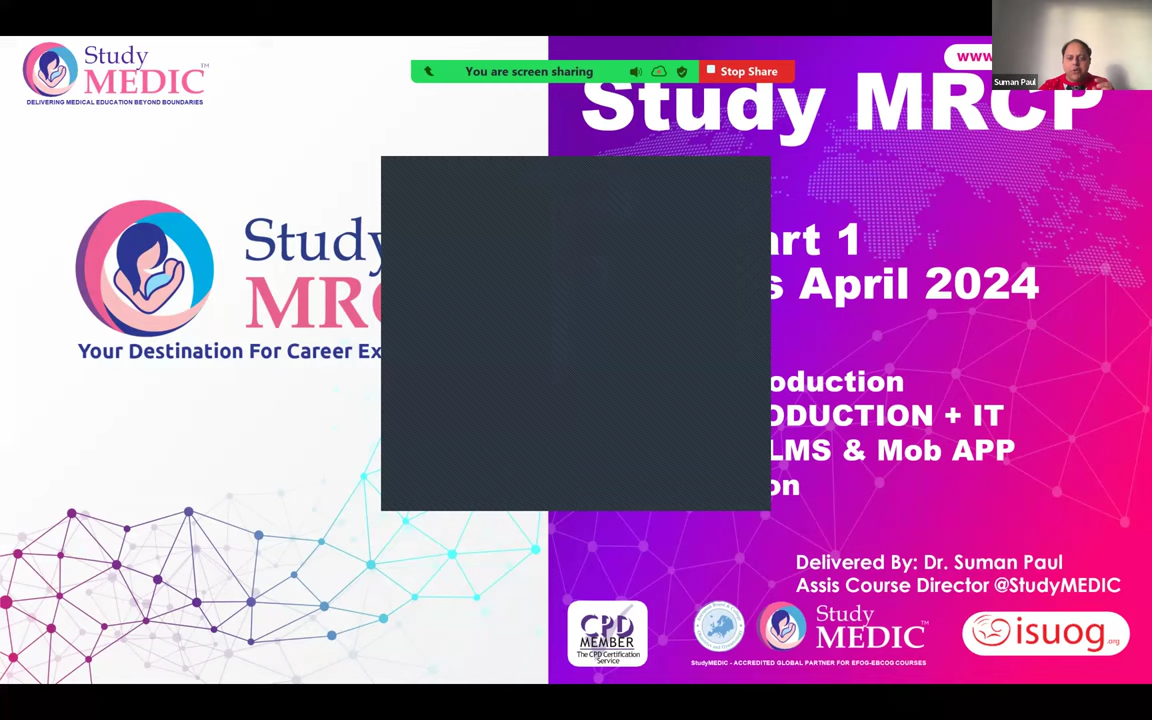 Study
MEDIC™
DELIVERING MEDICAL EDUCATION BEYOND BOUNDARIES
You are screen sharing
Stop Share
www
Suman Paul
Study MRCP
Study
MR
Your Destination For Career Ex
art 1
s April 2024
oduction
ODUCTION + IT
LMS & Mob APP
on
Delivered By: Dr. Suman Paul
Assis Course Director @StudyMEDIC
CPD
MEMBER
The CPD Certification
Service
Study
MEDIC™
isuog.org
StudyMEDIC - ACCREDITED GLOBAL PARTNER FOR EFOG-EBCOG COURSES